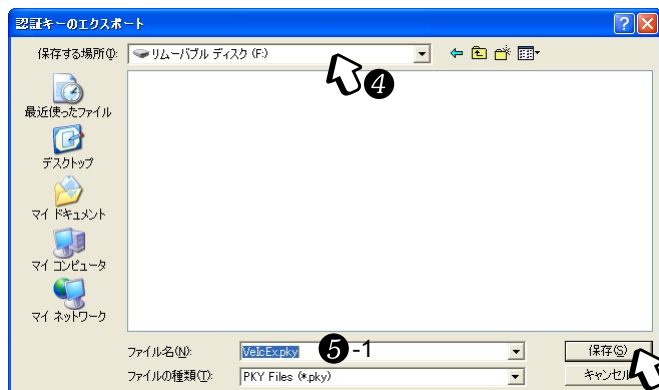 認証キーのエクスポート
保存する場所(I): リムーバブル ディスク (F:)
4
最近使ったファイル
デスクトップ
マイ ドキュメント
マイ コンピュータ
マイ ネットワーク
ファイル名(N): VeIcEx.pky 5-1 保存(S)
ファイルの種類(T): PKY Files (*.pky) キャンセル